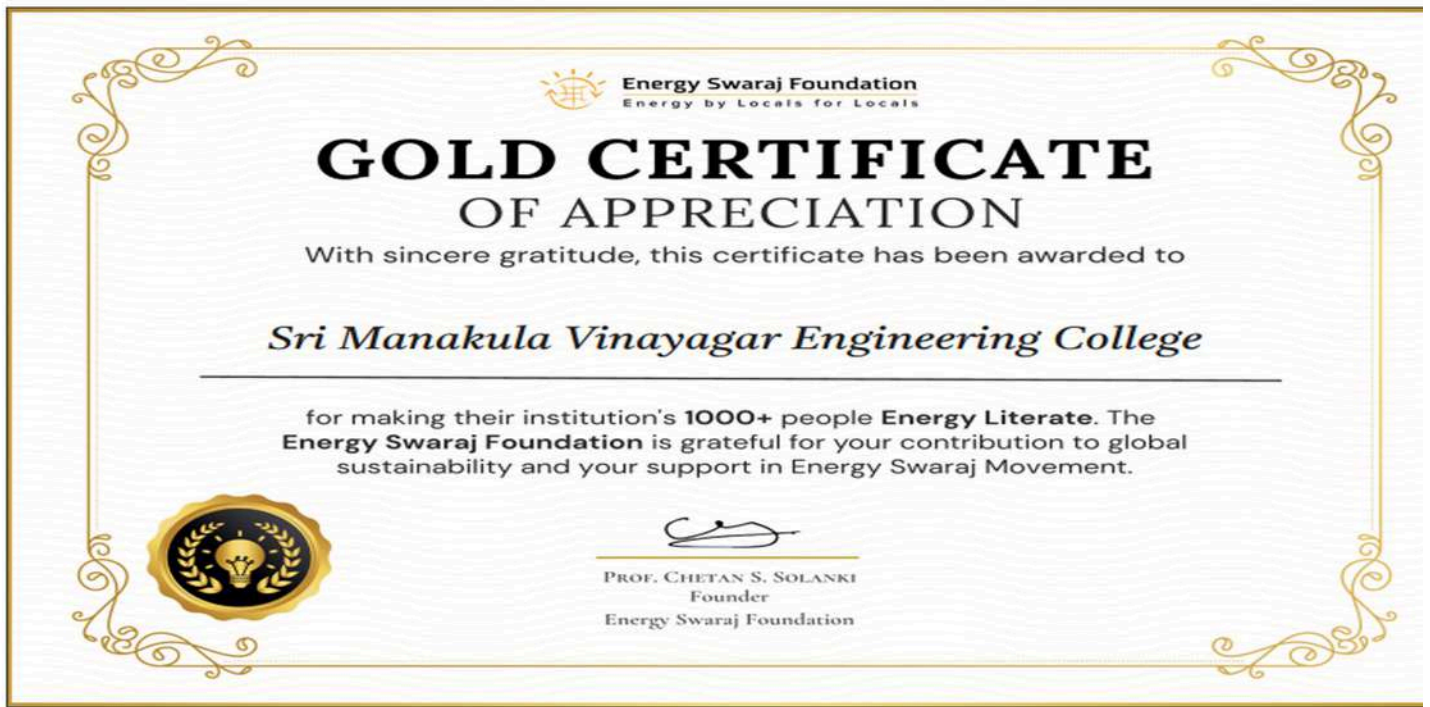 Energy Swaraj Foundation
Energy by Locals for Locals
GOLD CERTIFICATE
OF APPRECIATION
With sincere gratitude, this certificate has been awarded to
Sri Manakula Vinayagar Engineering College
for making their institution's 1000+ people Energy Literate. The
Energy Swaraj Foundation is grateful for your contribution to global
sustainability and your support in Energy Swaraj Movement.
PROF. CHETAN S. SOLANKI
Founder
Energy Swaraj Foundation